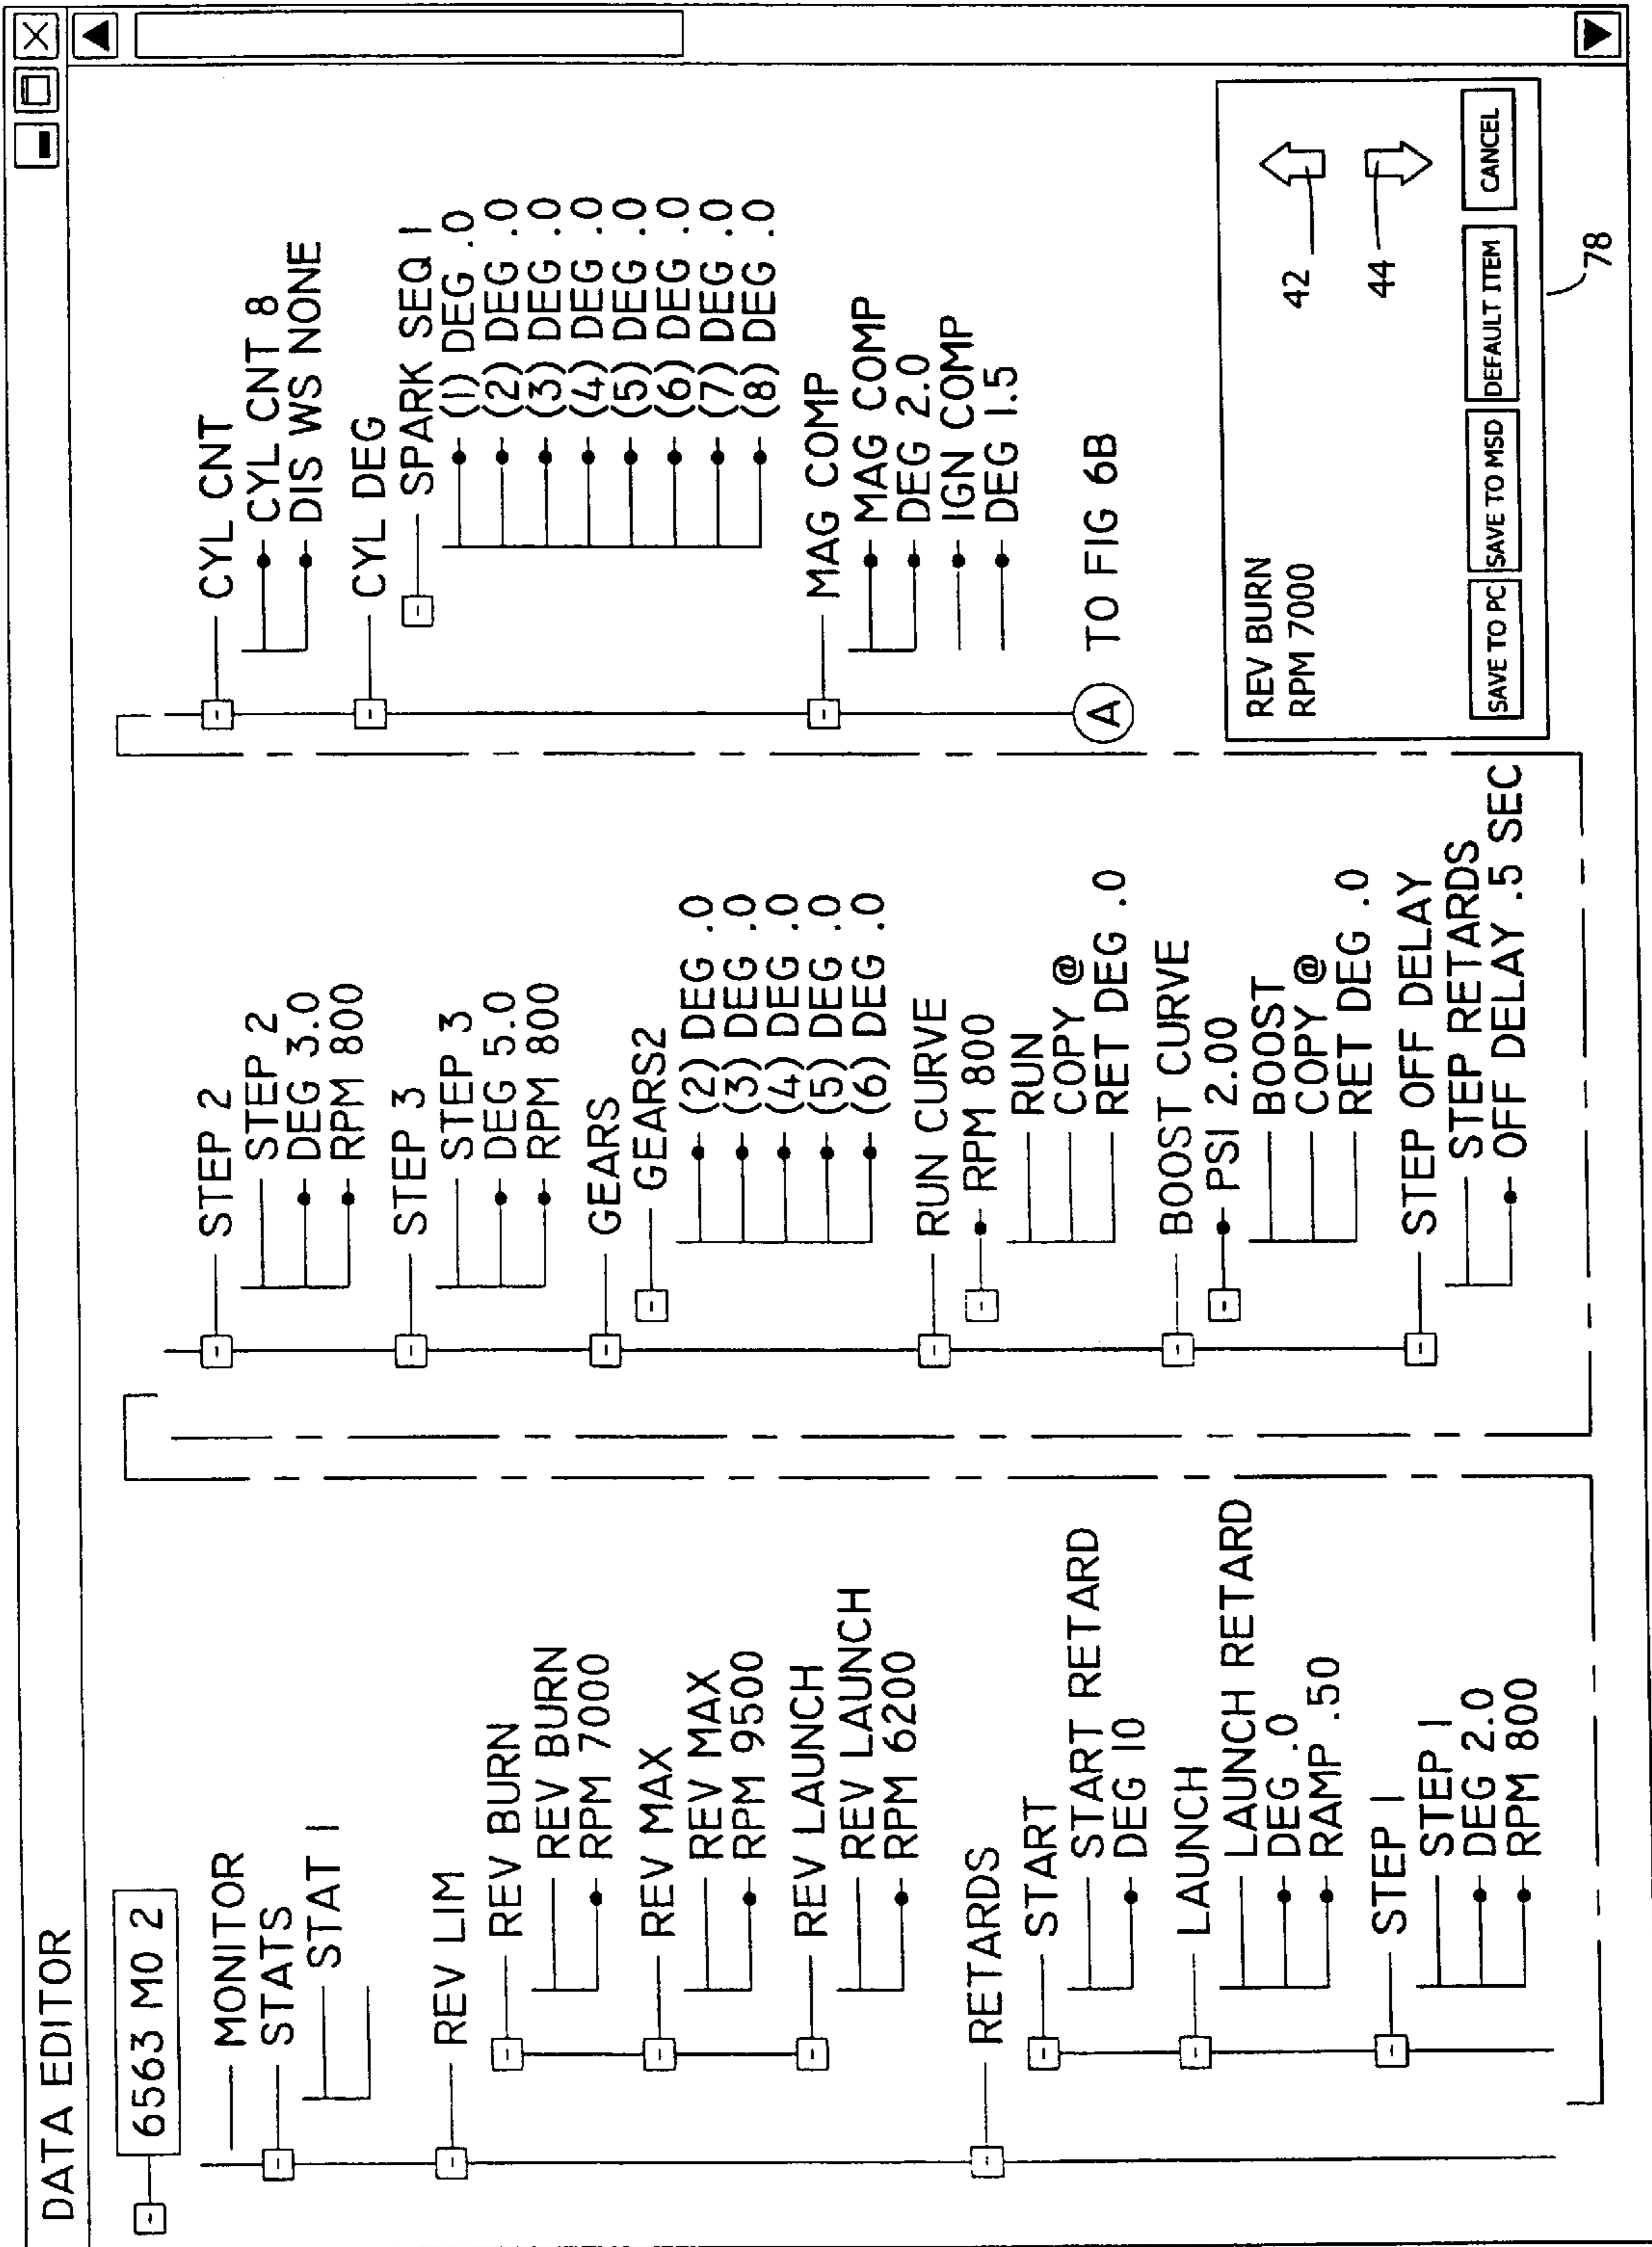 DATA EDITOR
6563 MO 2
MONITOR
STATS
STAT 1
REV LIM
REV BURN
REV BURN
RPM 7000
REV MAX
REV MAX
RPM 9500
REV LAUNCH
REV LAUNCH
RPM 6200
RETARDS
START
START RETARD
DEG 10
LAUNCH
LAUNCH RETARD
DEG .0
RAMP .50
STEP 1
STEP 1
DEG 2.0
RPM 800
STEP 2
STEP 2
DEG 3.0
RPM 800
STEP 3
STEP 3
DEG 5.0
RPM 800
GEARS
GEARS2
(2) DEG .0
(3) DEG .0
(4) DEG .0
(5) DEG .0
(6) DEG .0
RUN CURVE
RPM 800
RUN
COPY @
RET DEG .0
BOOST CURVE
PSI 2.00
BOOST
COPY @
RET DEG .0
STEP OFF DELAY
STEP RETARDS
OFF DELAY .5 SEC
CYL CNT
CYL CNT 8
DIS WS NONE
CYL DEG
SPARK SEQ 1
(1) DEG .0
(2) DEG .0
(3) DEG .0
(4) DEG .0
(5) DEG .0
(6) DEG .0
(7) DEG .0
(8) DEG .0
MAG COMP
MAG COMP
DEG 2.0
IGN COMP
DEG 1.5
A TO FIG 6B
REV BURN
RPM 7000
42
44
SAVE TO PC SAVE TO MSD DEFAULT ITEM CANCEL
78